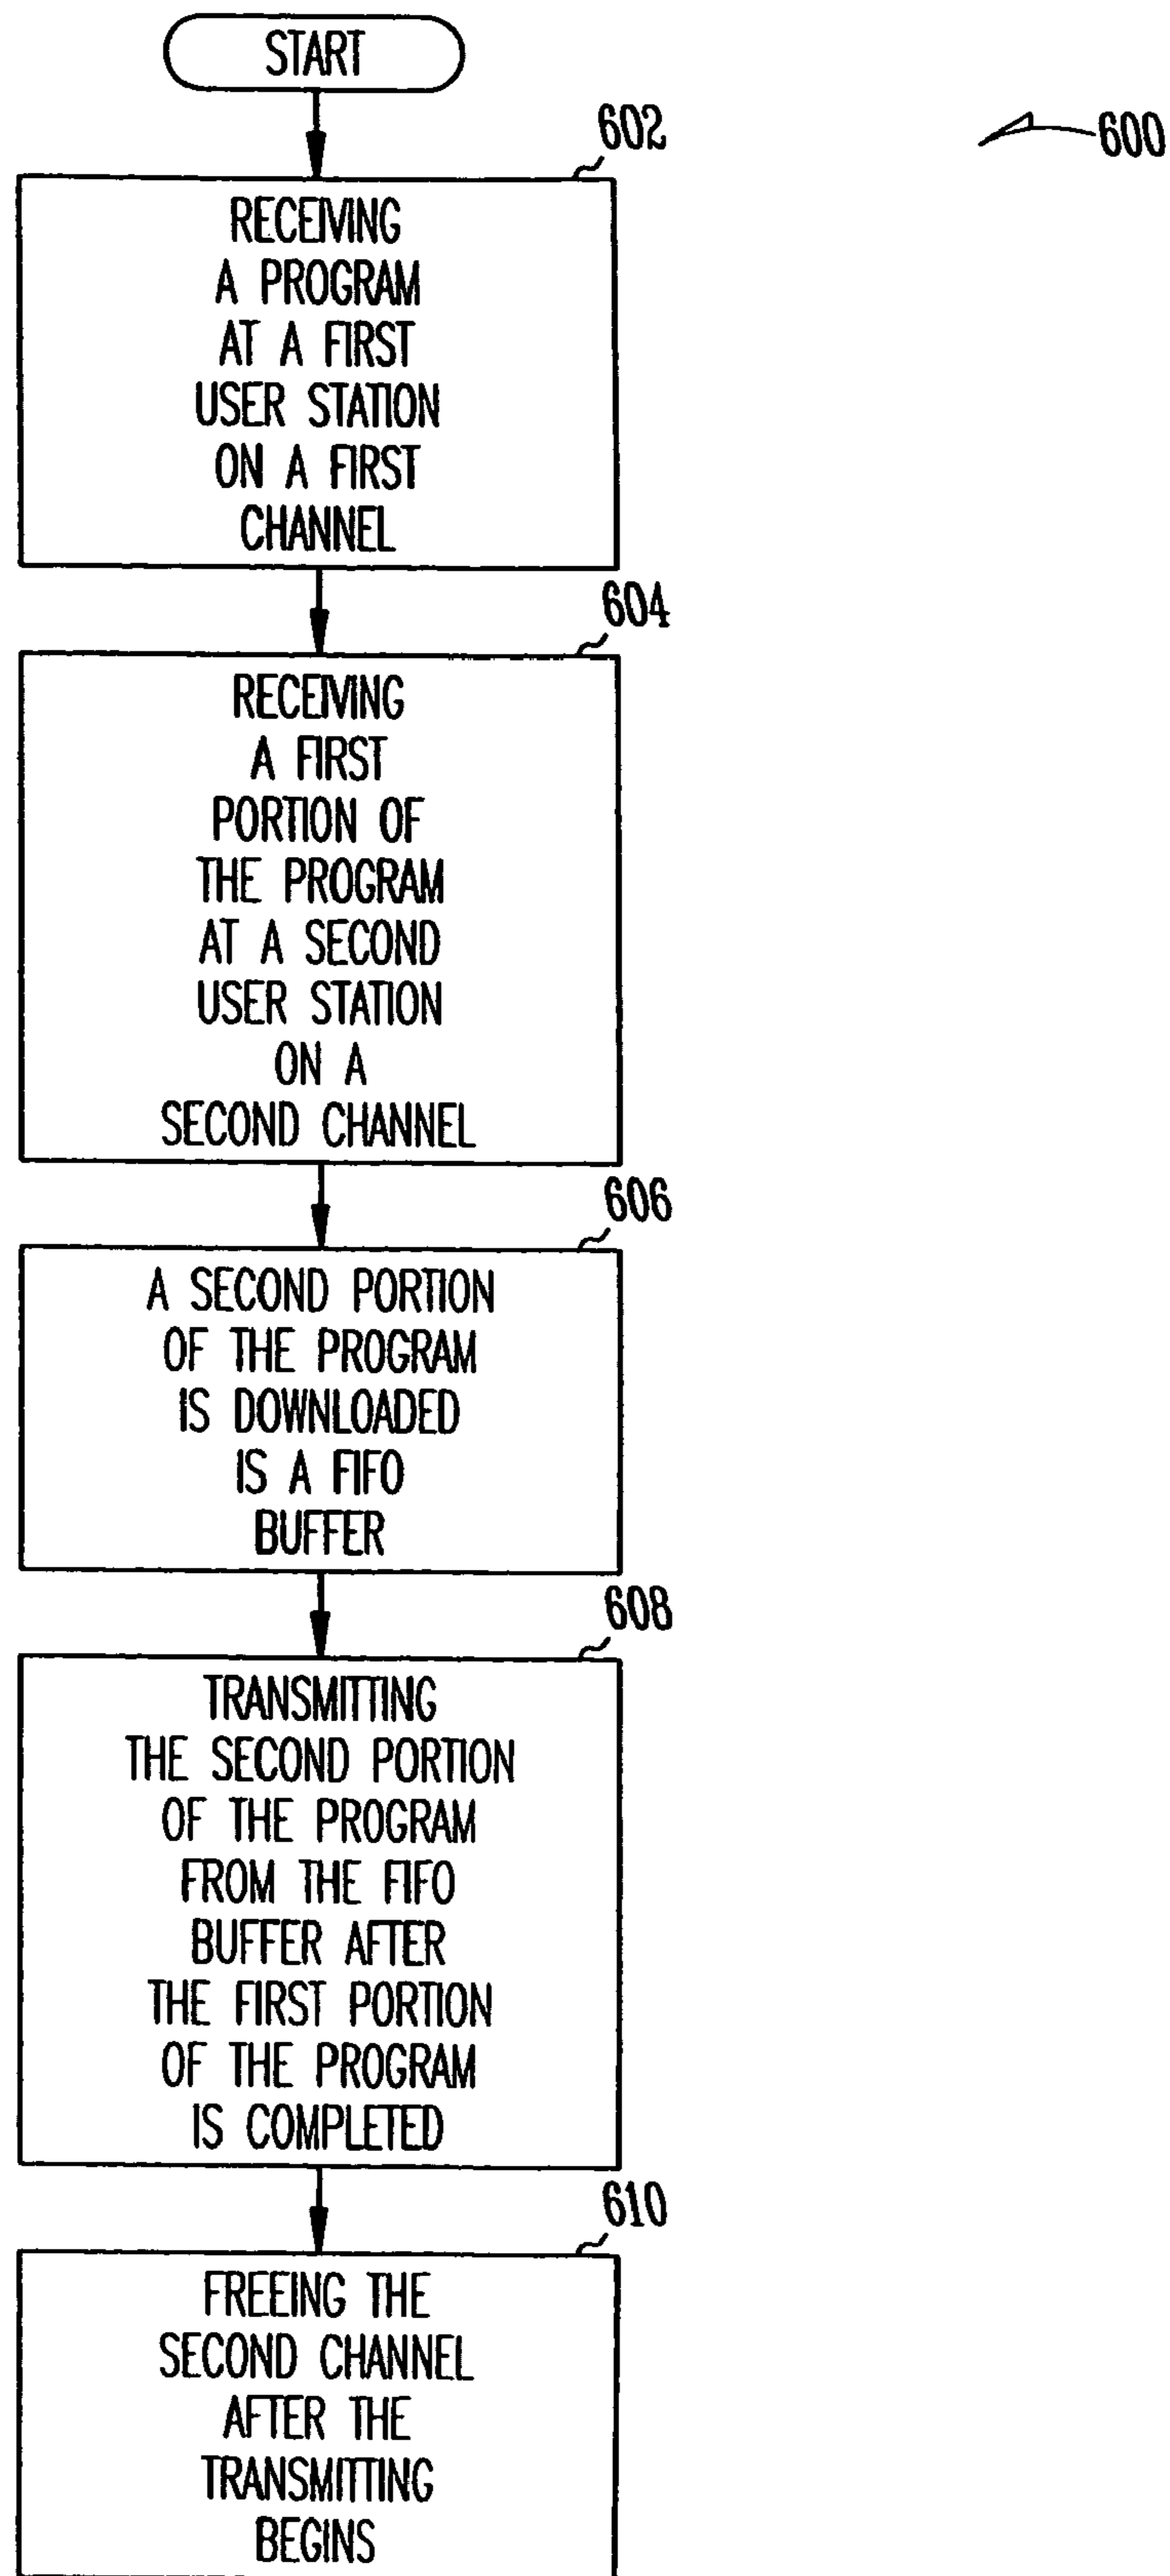 START
600
602
RECEIVING
A PROGRAM
AT A FIRST
USER STATION
ON A FIRST
CHANNEL
604
RECEIVING
A FIRST
PORTION OF
THE PROGRAM
AT A SECOND
USER STATION
ON A
SECOND CHANNEL
606
A SECOND PORTION
OF THE PROGRAM
IS DOWNLOADED
IS A FIFO
BUFFER
608
TRANSMITTING
THE SECOND PORTION
OF THE PROGRAM
FROM THE FIFO
BUFFER AFTER
THE FIRST PORTION
OF THE PROGRAM
IS COMPLETED
610
FREEING THE
SECOND CHANNEL
AFTER THE
TRANSMITTING
BEGINS